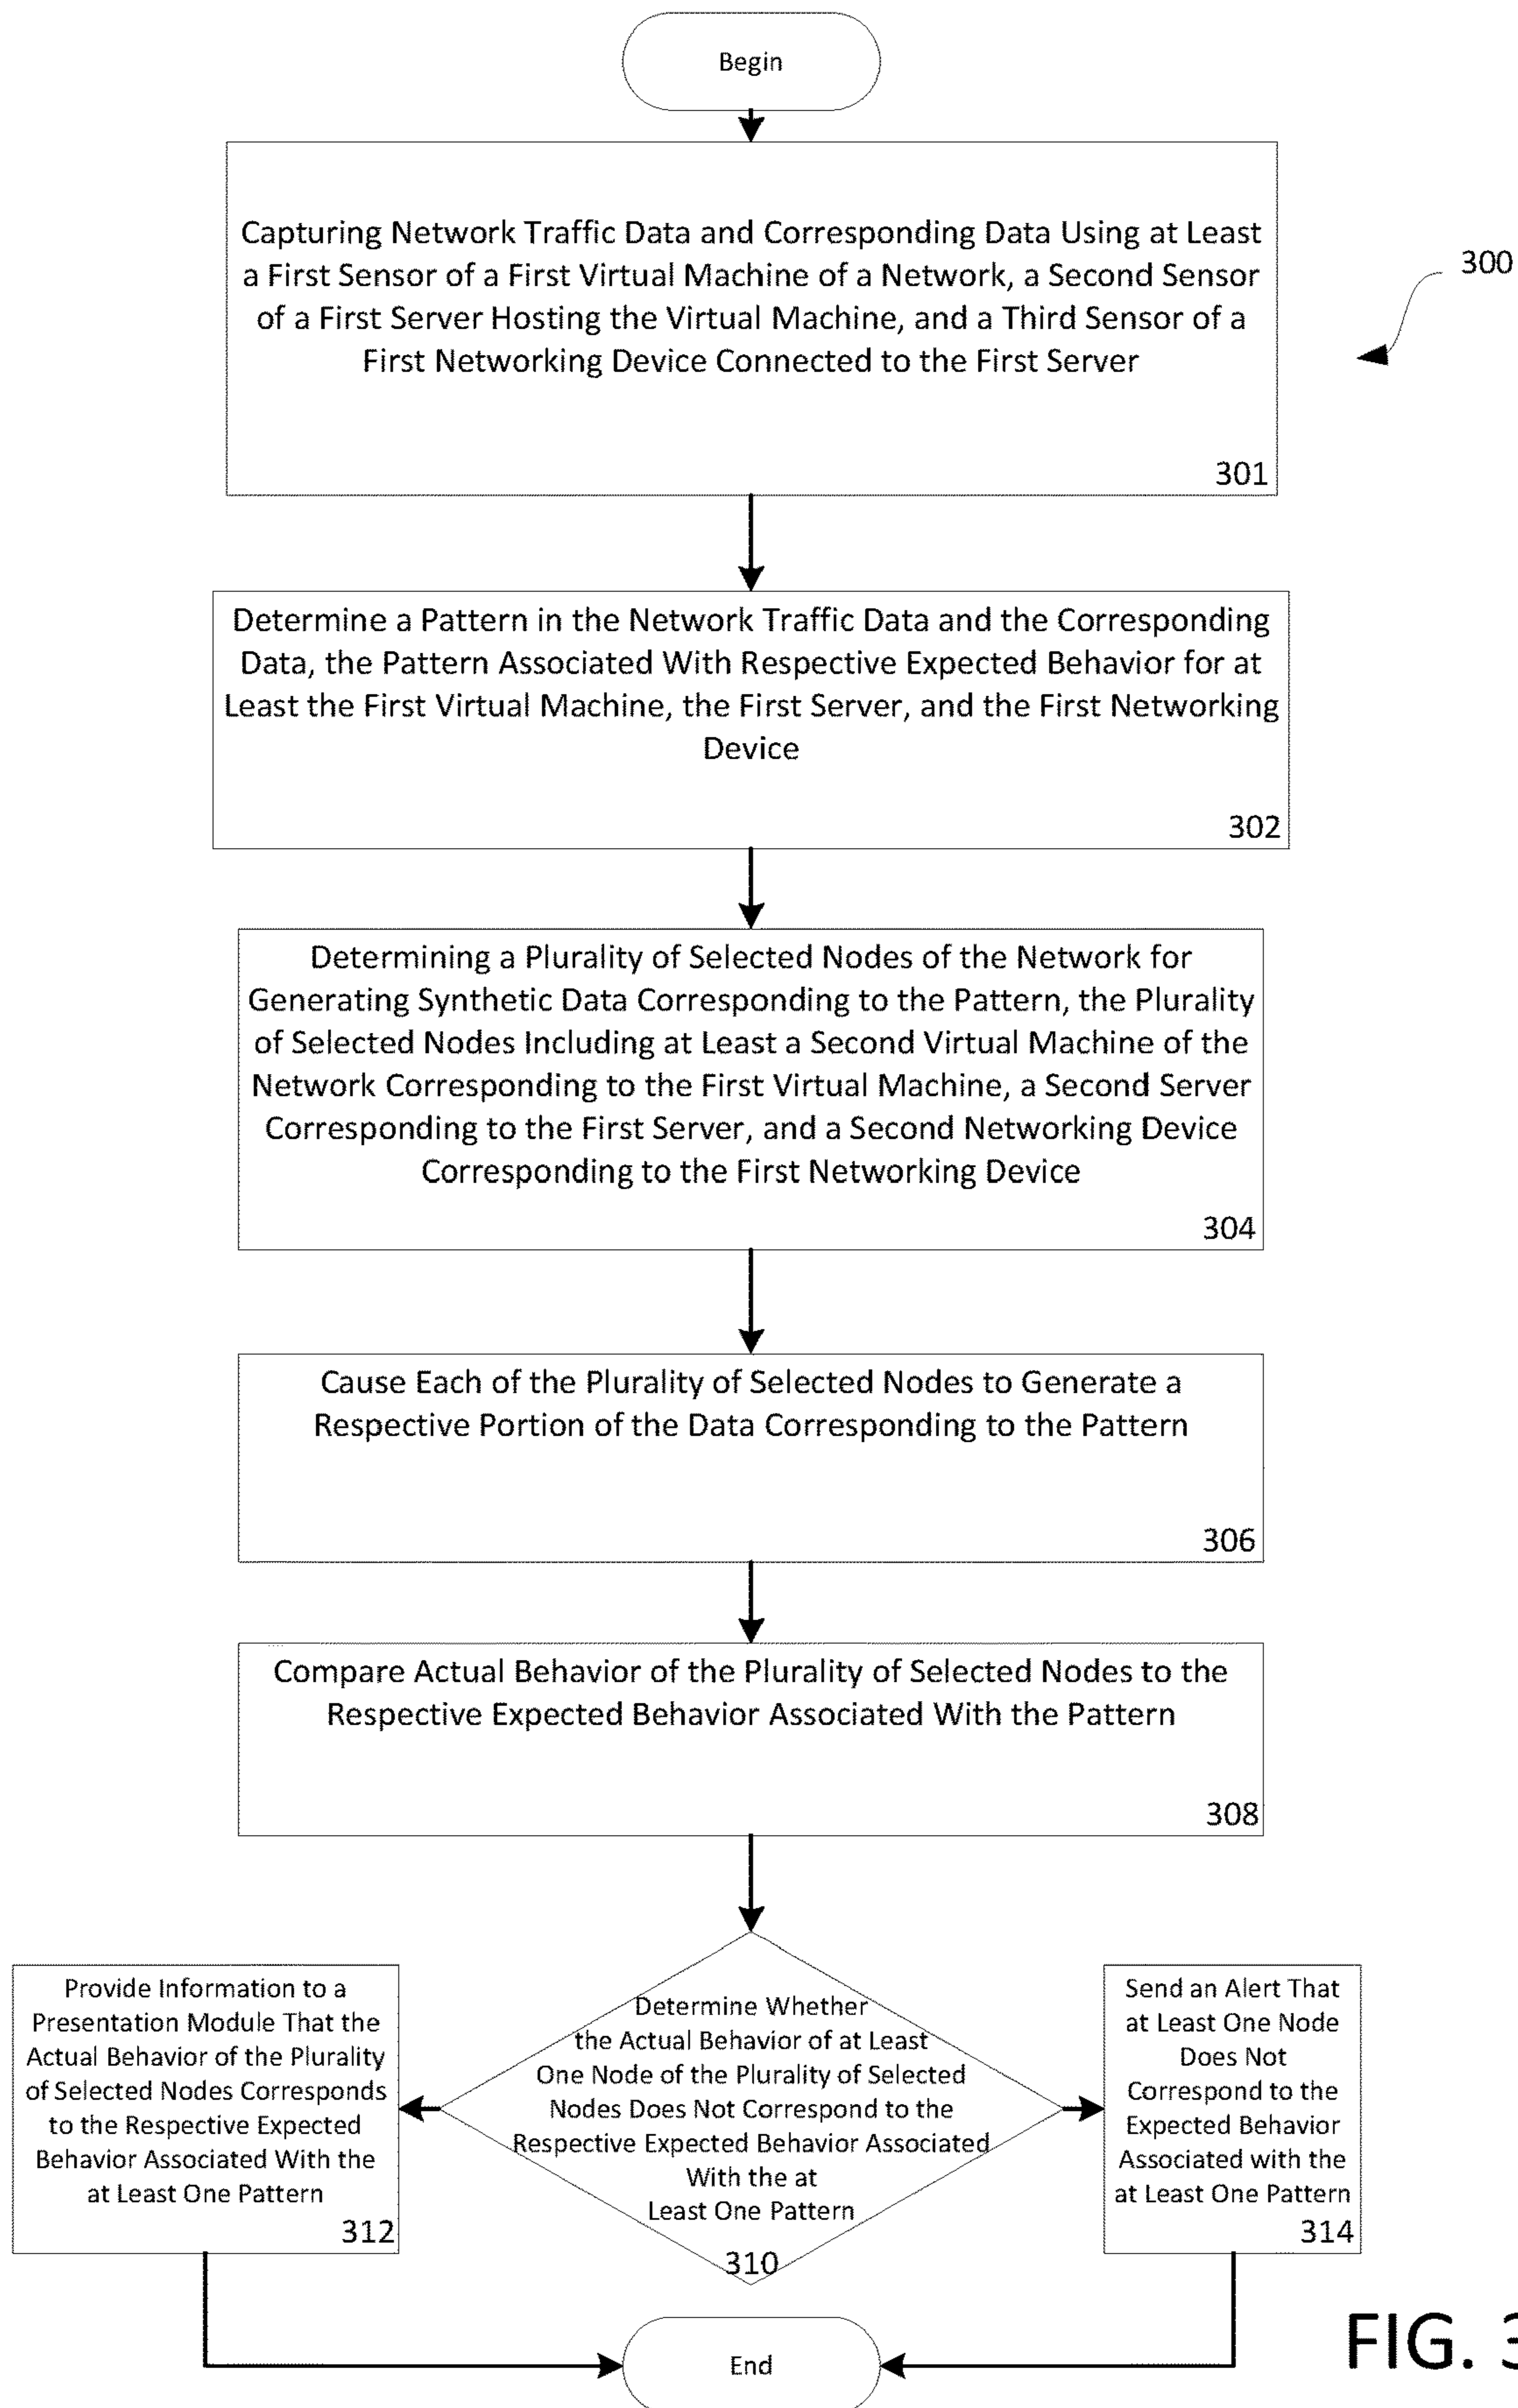 Begin
Capturing Network Traffic Data and Corresponding Data Using at Least
a First Sensor of a First Virtual Machine of a Network, a Second Sensor
of a First Server Hosting the Virtual Machine, and a Third Sensor of a
First Networking Device Connected to the First Server
301
300
Determine a Pattern in the Network Traffic Data and the Corresponding
Data, the Pattern Associated With Respective Expected Behavior for at
Least the First Virtual Machine, the First Server, and the First Networking
Device
302
Determining a Plurality of Selected Nodes of the Network for
Generating Synthetic Data Corresponding to the Pattern, the Plurality
of Selected Nodes Including at Least a Second Virtual Machine of the
Network Corresponding to the First Virtual Machine, a Second Server
Corresponding to the First Server, and a Second Networking Device
Corresponding to the First Networking Device
304
Cause Each of the Plurality of Selected Nodes to Generate a
Respective Portion of the Data Corresponding to the Pattern
306
Compare Actual Behavior of the Plurality of Selected Nodes to the
Respective Expected Behavior Associated With the Pattern
308
Provide Information to a
Presentation Module That the
Actual Behavior of the Plurality
of Selected Nodes Corresponds
to the Respective Expected
Behavior Associated With the
at Least One Pattern
312
Determine Whether
the Actual Behavior of at Least
One Node of the Plurality of Selected
Nodes Does Not Correspond to the
Respective Expected Behavior Associated
With the at
Least One Pattern
310
Send an Alert That
at Least One Node
Does Not
Correspond to the
Expected Behavior
Associated with the
at Least One Pattern
314
End
FIG. 3